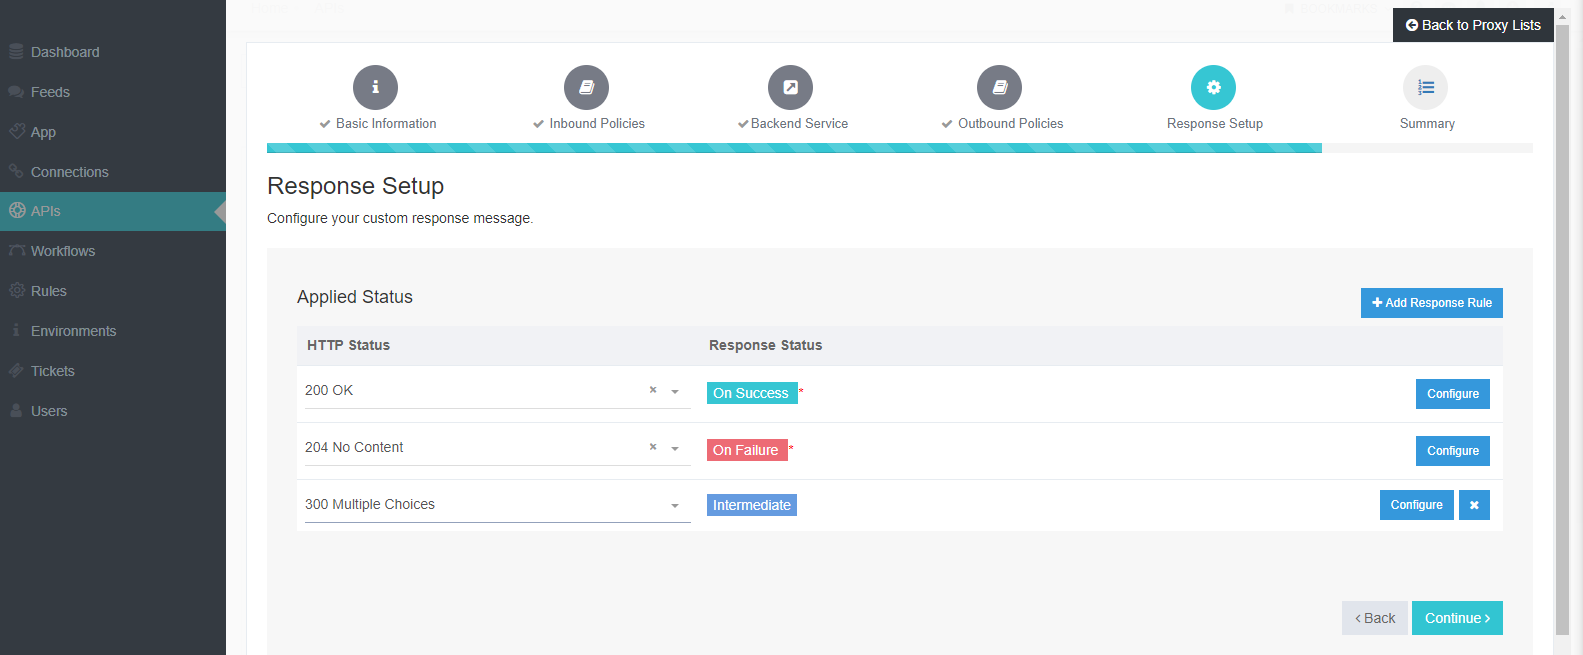 Back to Proxy Lists
Dashboard
Feeds
App
Connections
APIs
Workflows
Rules
Environments
Tickets
Users
Basic Information
Inbound Policies
Backend Service
Outbound Policies
Response Setup
Summary
Response Setup
Configure your custom response message.
Applied Status
Add Response Rule
HTTP Status Response Status
200 OK On Success* Configure
204 No Content On Failure* Configure
300 Multiple Choices Intermediate Configure
Back Continue